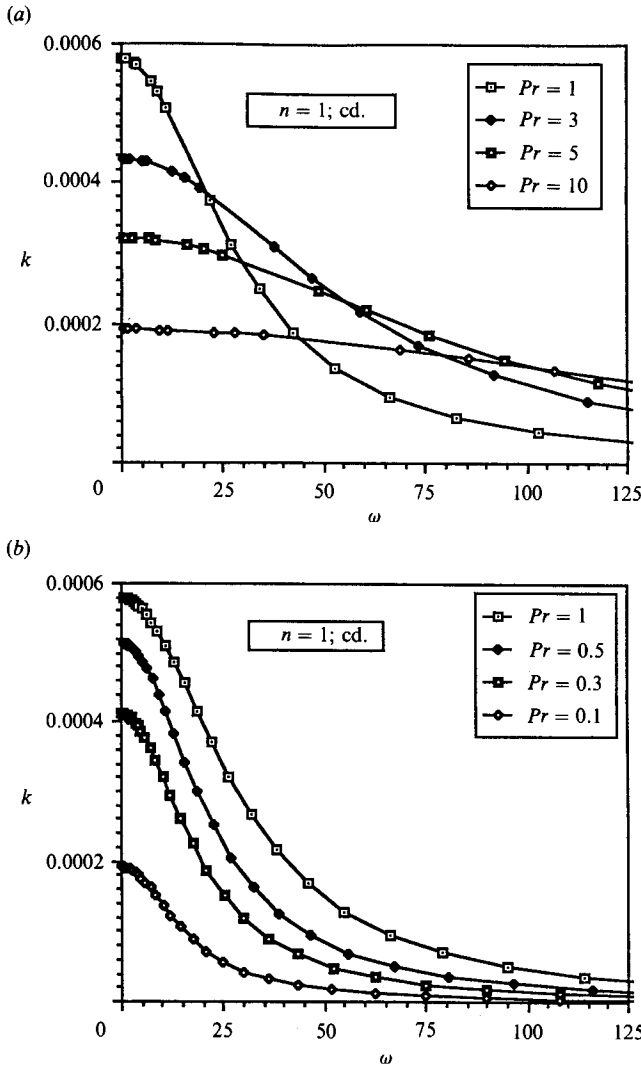 (a)
0.0006
Pr = 1
Pr = 3
Pr = 5
Pr = 10
n = 1; cd.
0.0004
k
0.0002
0
25
50
75
100
125
ω
(b)
0.0006
Pr = 1
Pr = 0.5
Pr = 0.3
Pr = 0.1
n = 1; cd.
0.0004
k
0.0002
0
25
50
75
100
125
ω